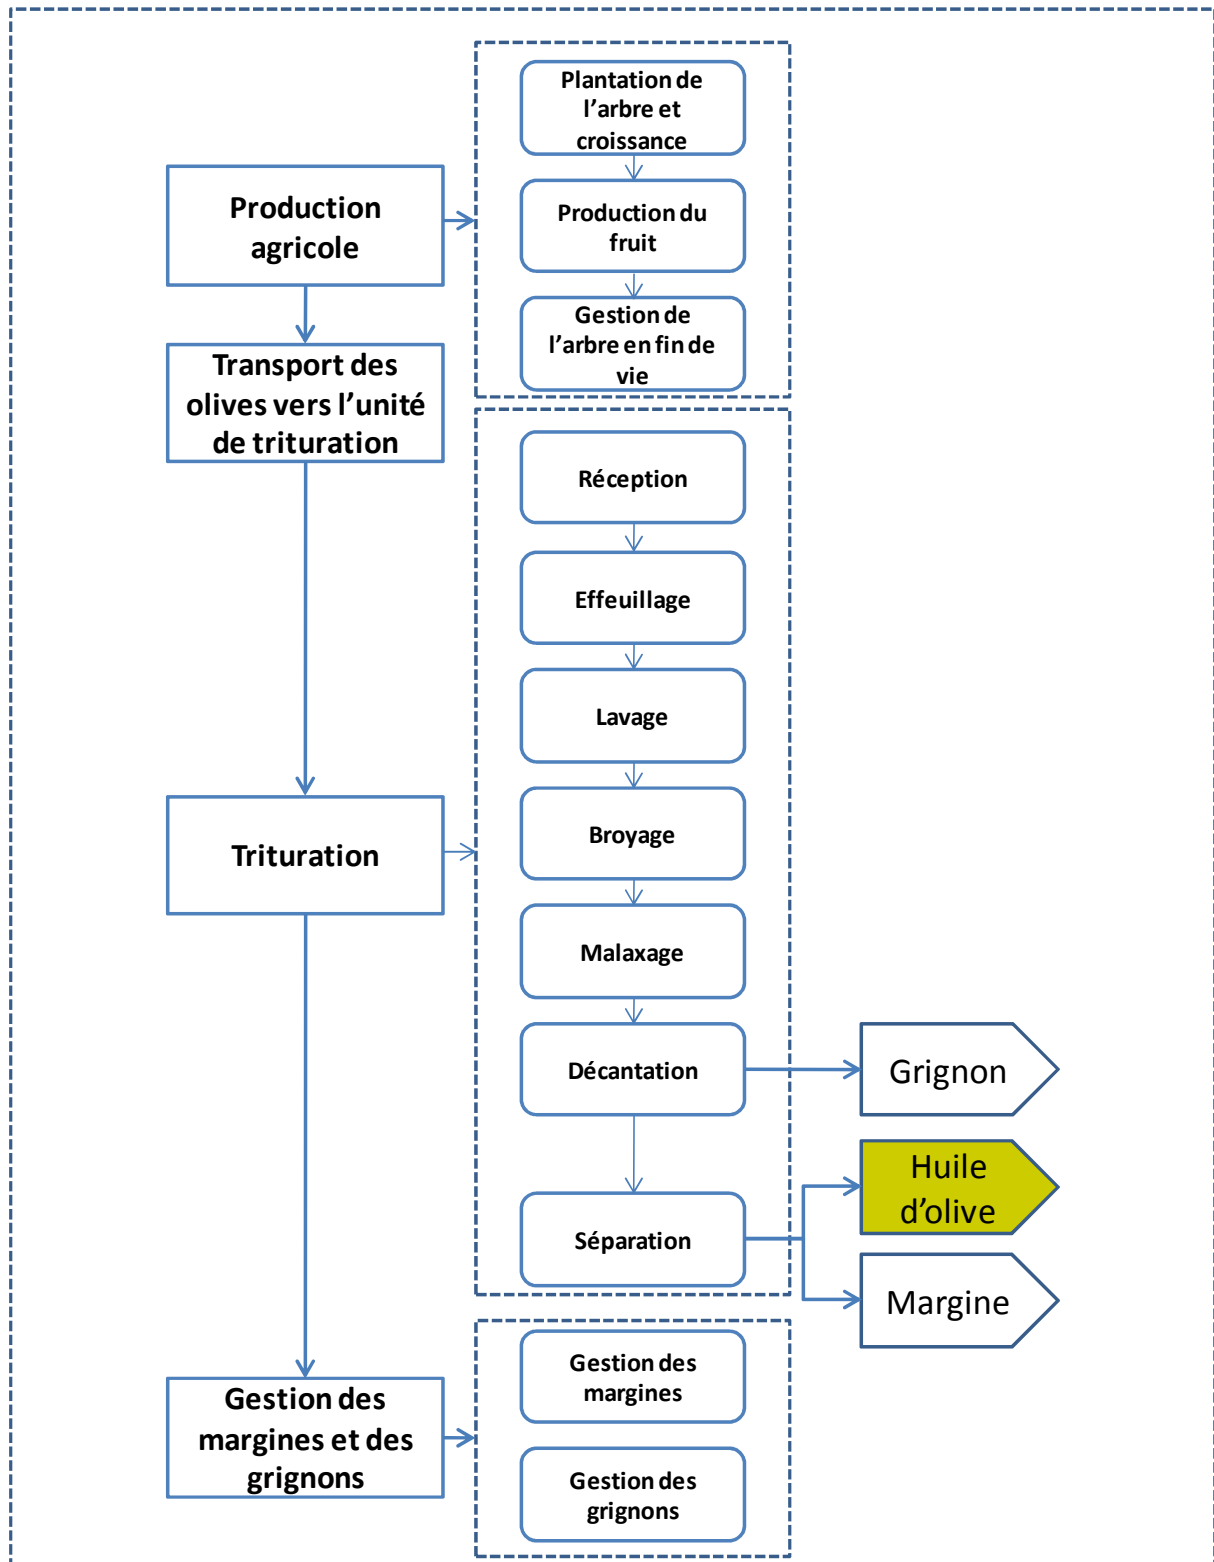 Plantation de
l'arbre et
croissance
Production
agricole
Production du
fruit
Gestion de
l'arbre en fin de
vie
Transport des
olives vers l'unité
de trituration
Réception
Effeuillage
Lavage
Broyage
Trituration
Malaxage
Décantation
Grignon
Huile
d'olive
Séparation
Margine
Gestion des
margines et des
grignons
Gestion des
margines
Gestion des
grignons